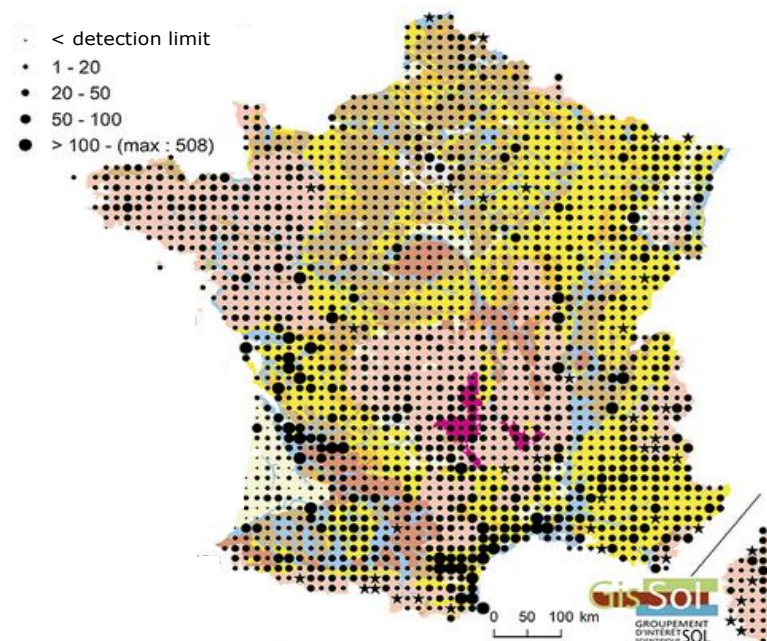 < detection limit
1 - 20
20 - 50
50 - 100
> 100 - (max : 508)
Gis Sol
GROUPEMENT
D'INTÉRÊT
SCIENTIFIQUE SOL
0 50 100 km